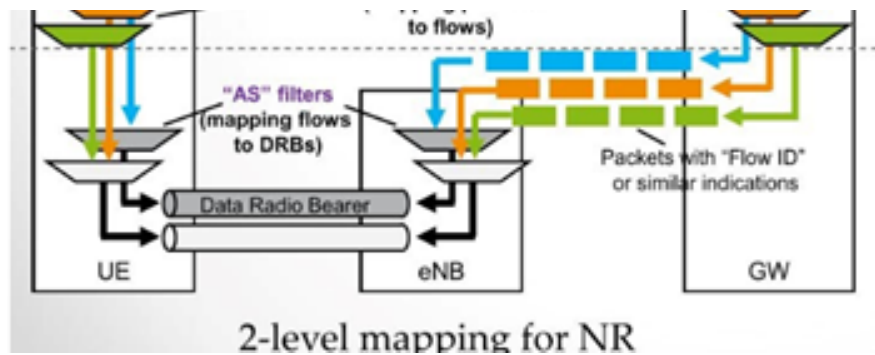 to flows)
"AS" filters
(mapping flows
to DRBs)
Packets with "Flow ID"
or similar indications
Data Radio Bearer
UE
eNB
GW
2-level mapping for NR